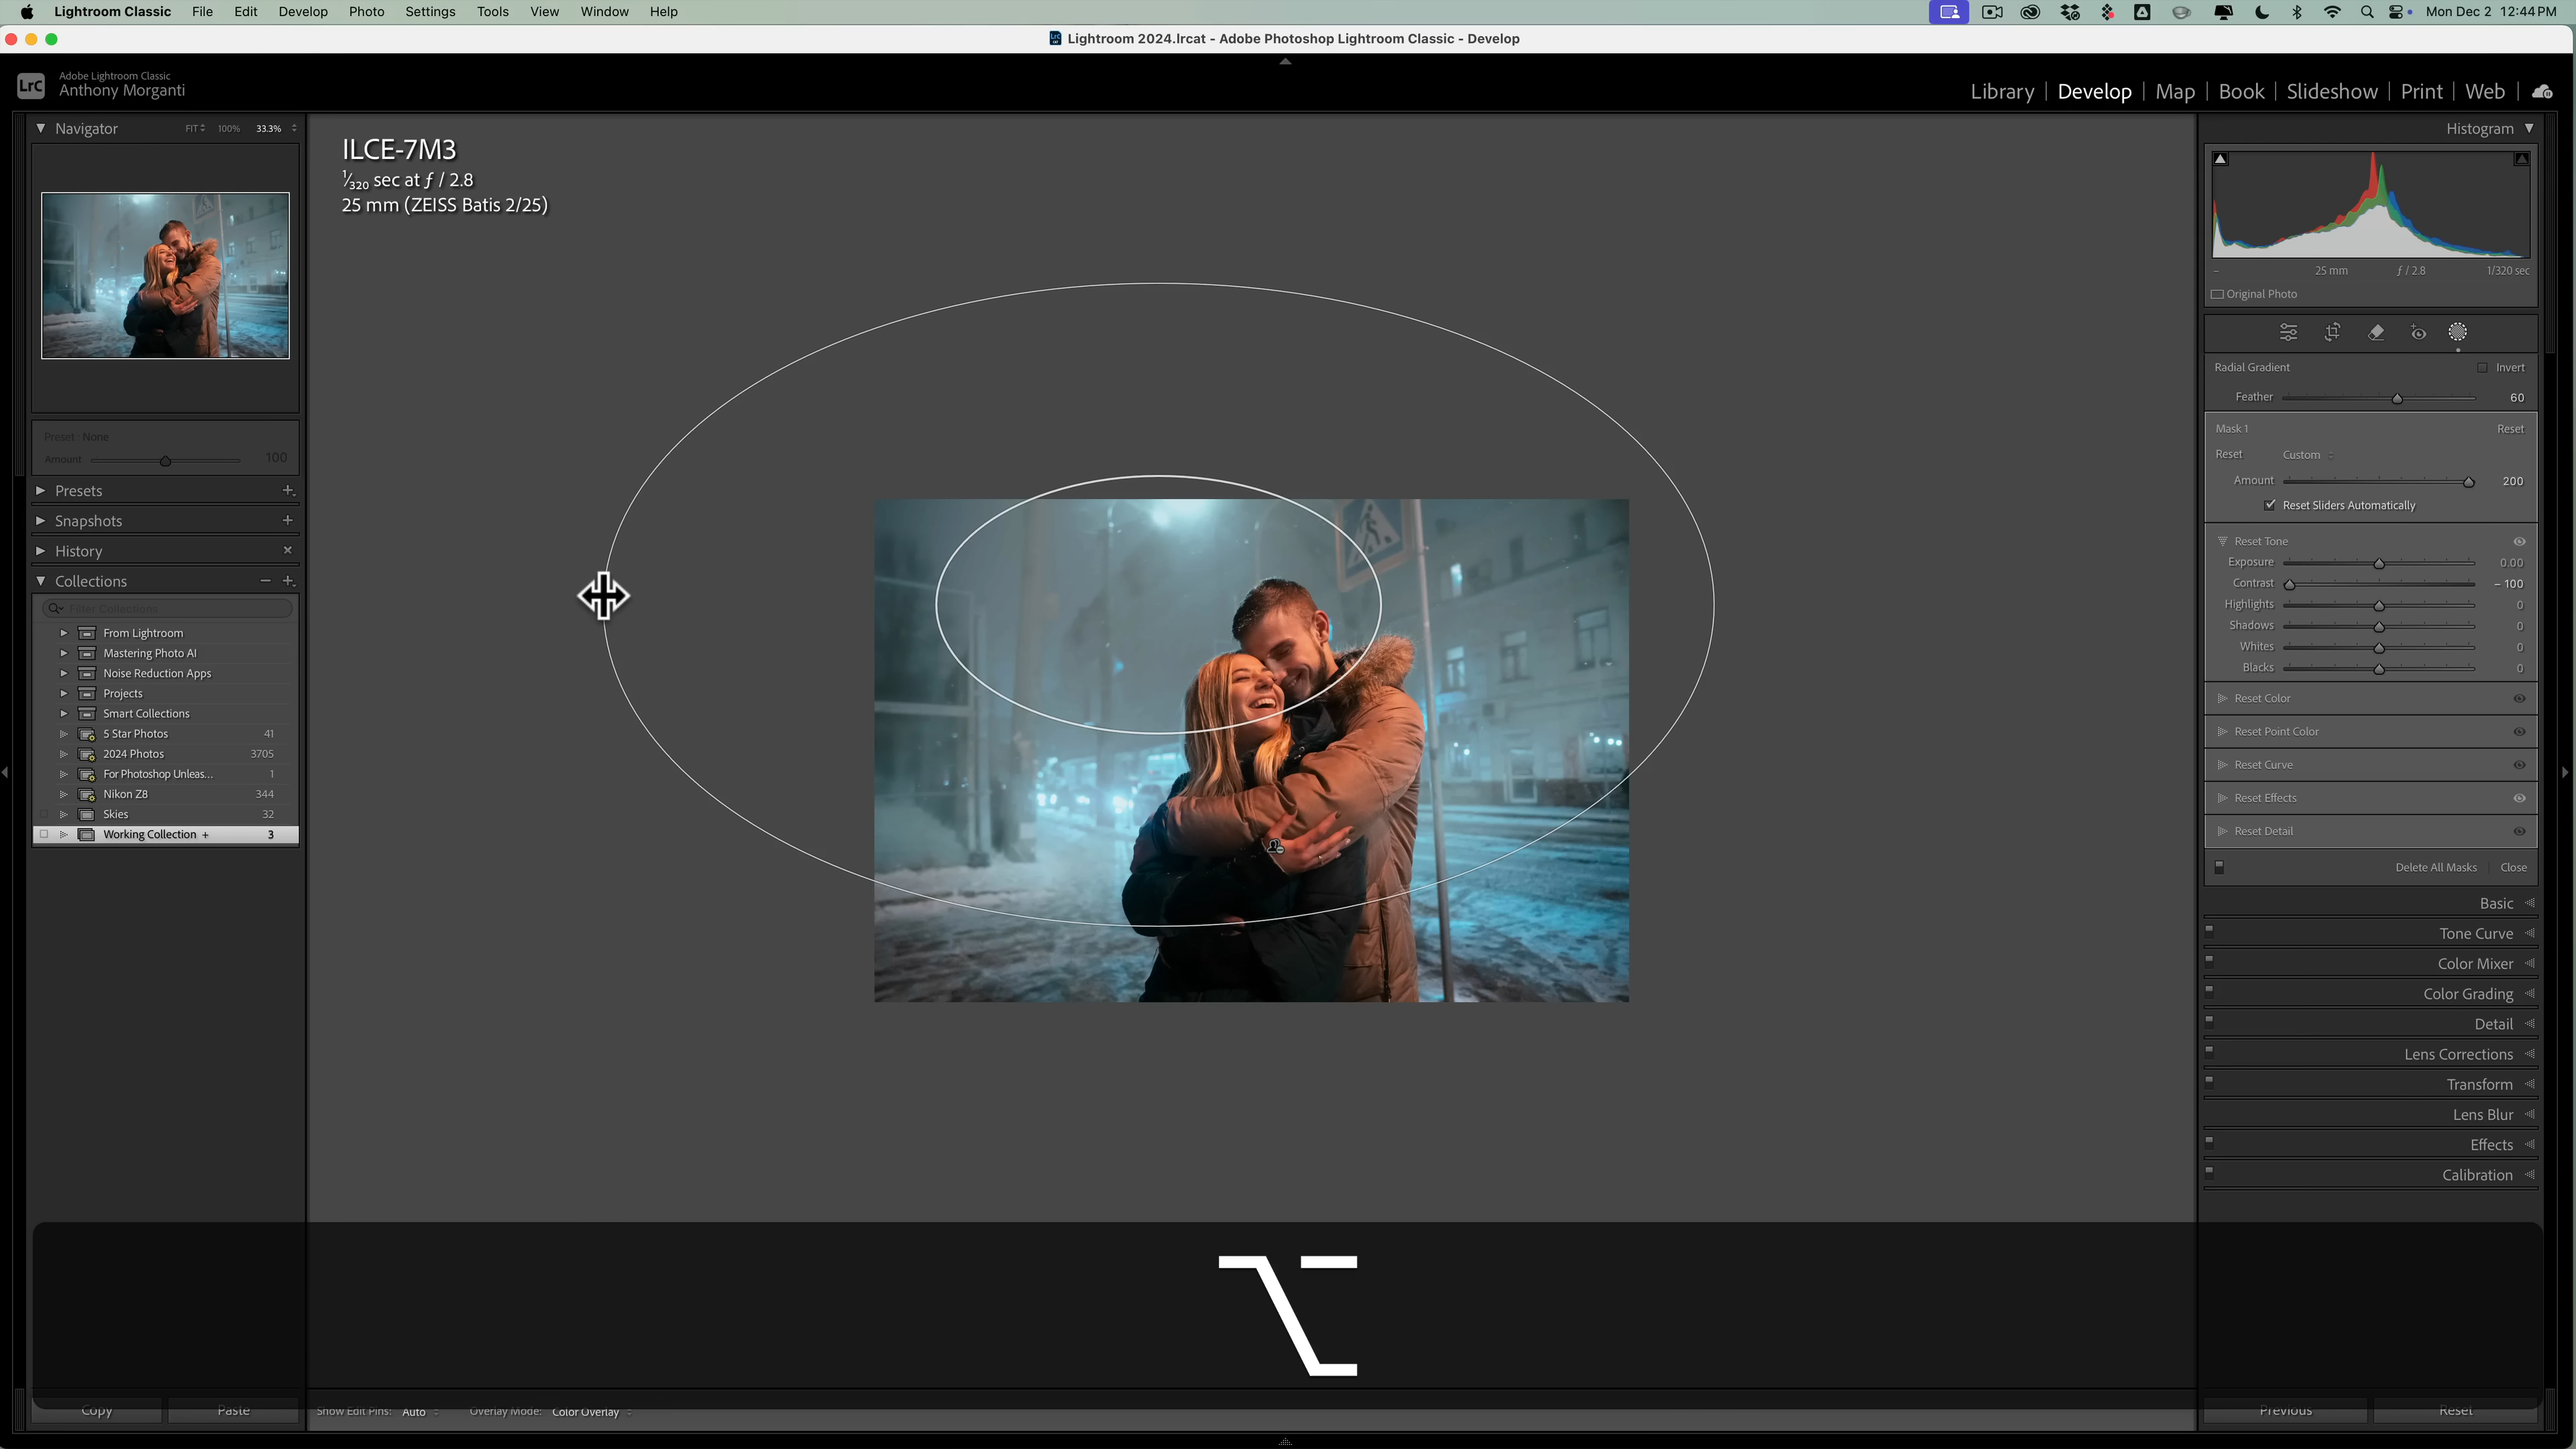 Lightroom Classic File Edit Develop Photo Settings Tools View Window Help Mon Dec 2 12:44 PM
Lightroom 2024.lrcat - Adobe Photoshop Lightroom Classic - Develop
LrC
Adobe Lightroom Classic
Anthony Morganti
Library | Develop | Map | Book | Slideshow | Print | Web
Navigator FIT 100% 33.3%
Preset : None
Amount 100
Presets
Snapshots
History
Collections
Filter Collections
From Lightroom
Mastering Photo AI
Noise Reduction Apps
Projects
Smart Collections
5 Star Photos 41
2024 Photos 3705
For Photoshop Unleas... 1
Nikon Z8 344
Skies 32
Working Collection + 3
Copy Paste
ILCE-7M3
1/320 sec at ƒ / 2.8
25 mm (ZEISS Batis 2/25)
⌥
Show Edit Pins: Auto Overlay Mode: Color Overlay
Histogram
25 mm ƒ / 2.8 1/320 sec
Original Photo
Radial Gradient Invert
Feather 60
Mask 1 Reset
Reset Custom
Amount 200
Reset Sliders Automatically
Reset Tone
Exposure 0.00
Contrast – 100
Highlights 0
Shadows 0
Whites 0
Blacks 0
Reset Color
Reset Point Color
Reset Curve
Reset Effects
Reset Detail
Delete All Masks Close
Basic
Tone Curve
Color Mixer
Color Grading
Detail
Lens Corrections
Transform
Lens Blur
Effects
Calibration
Previous Reset